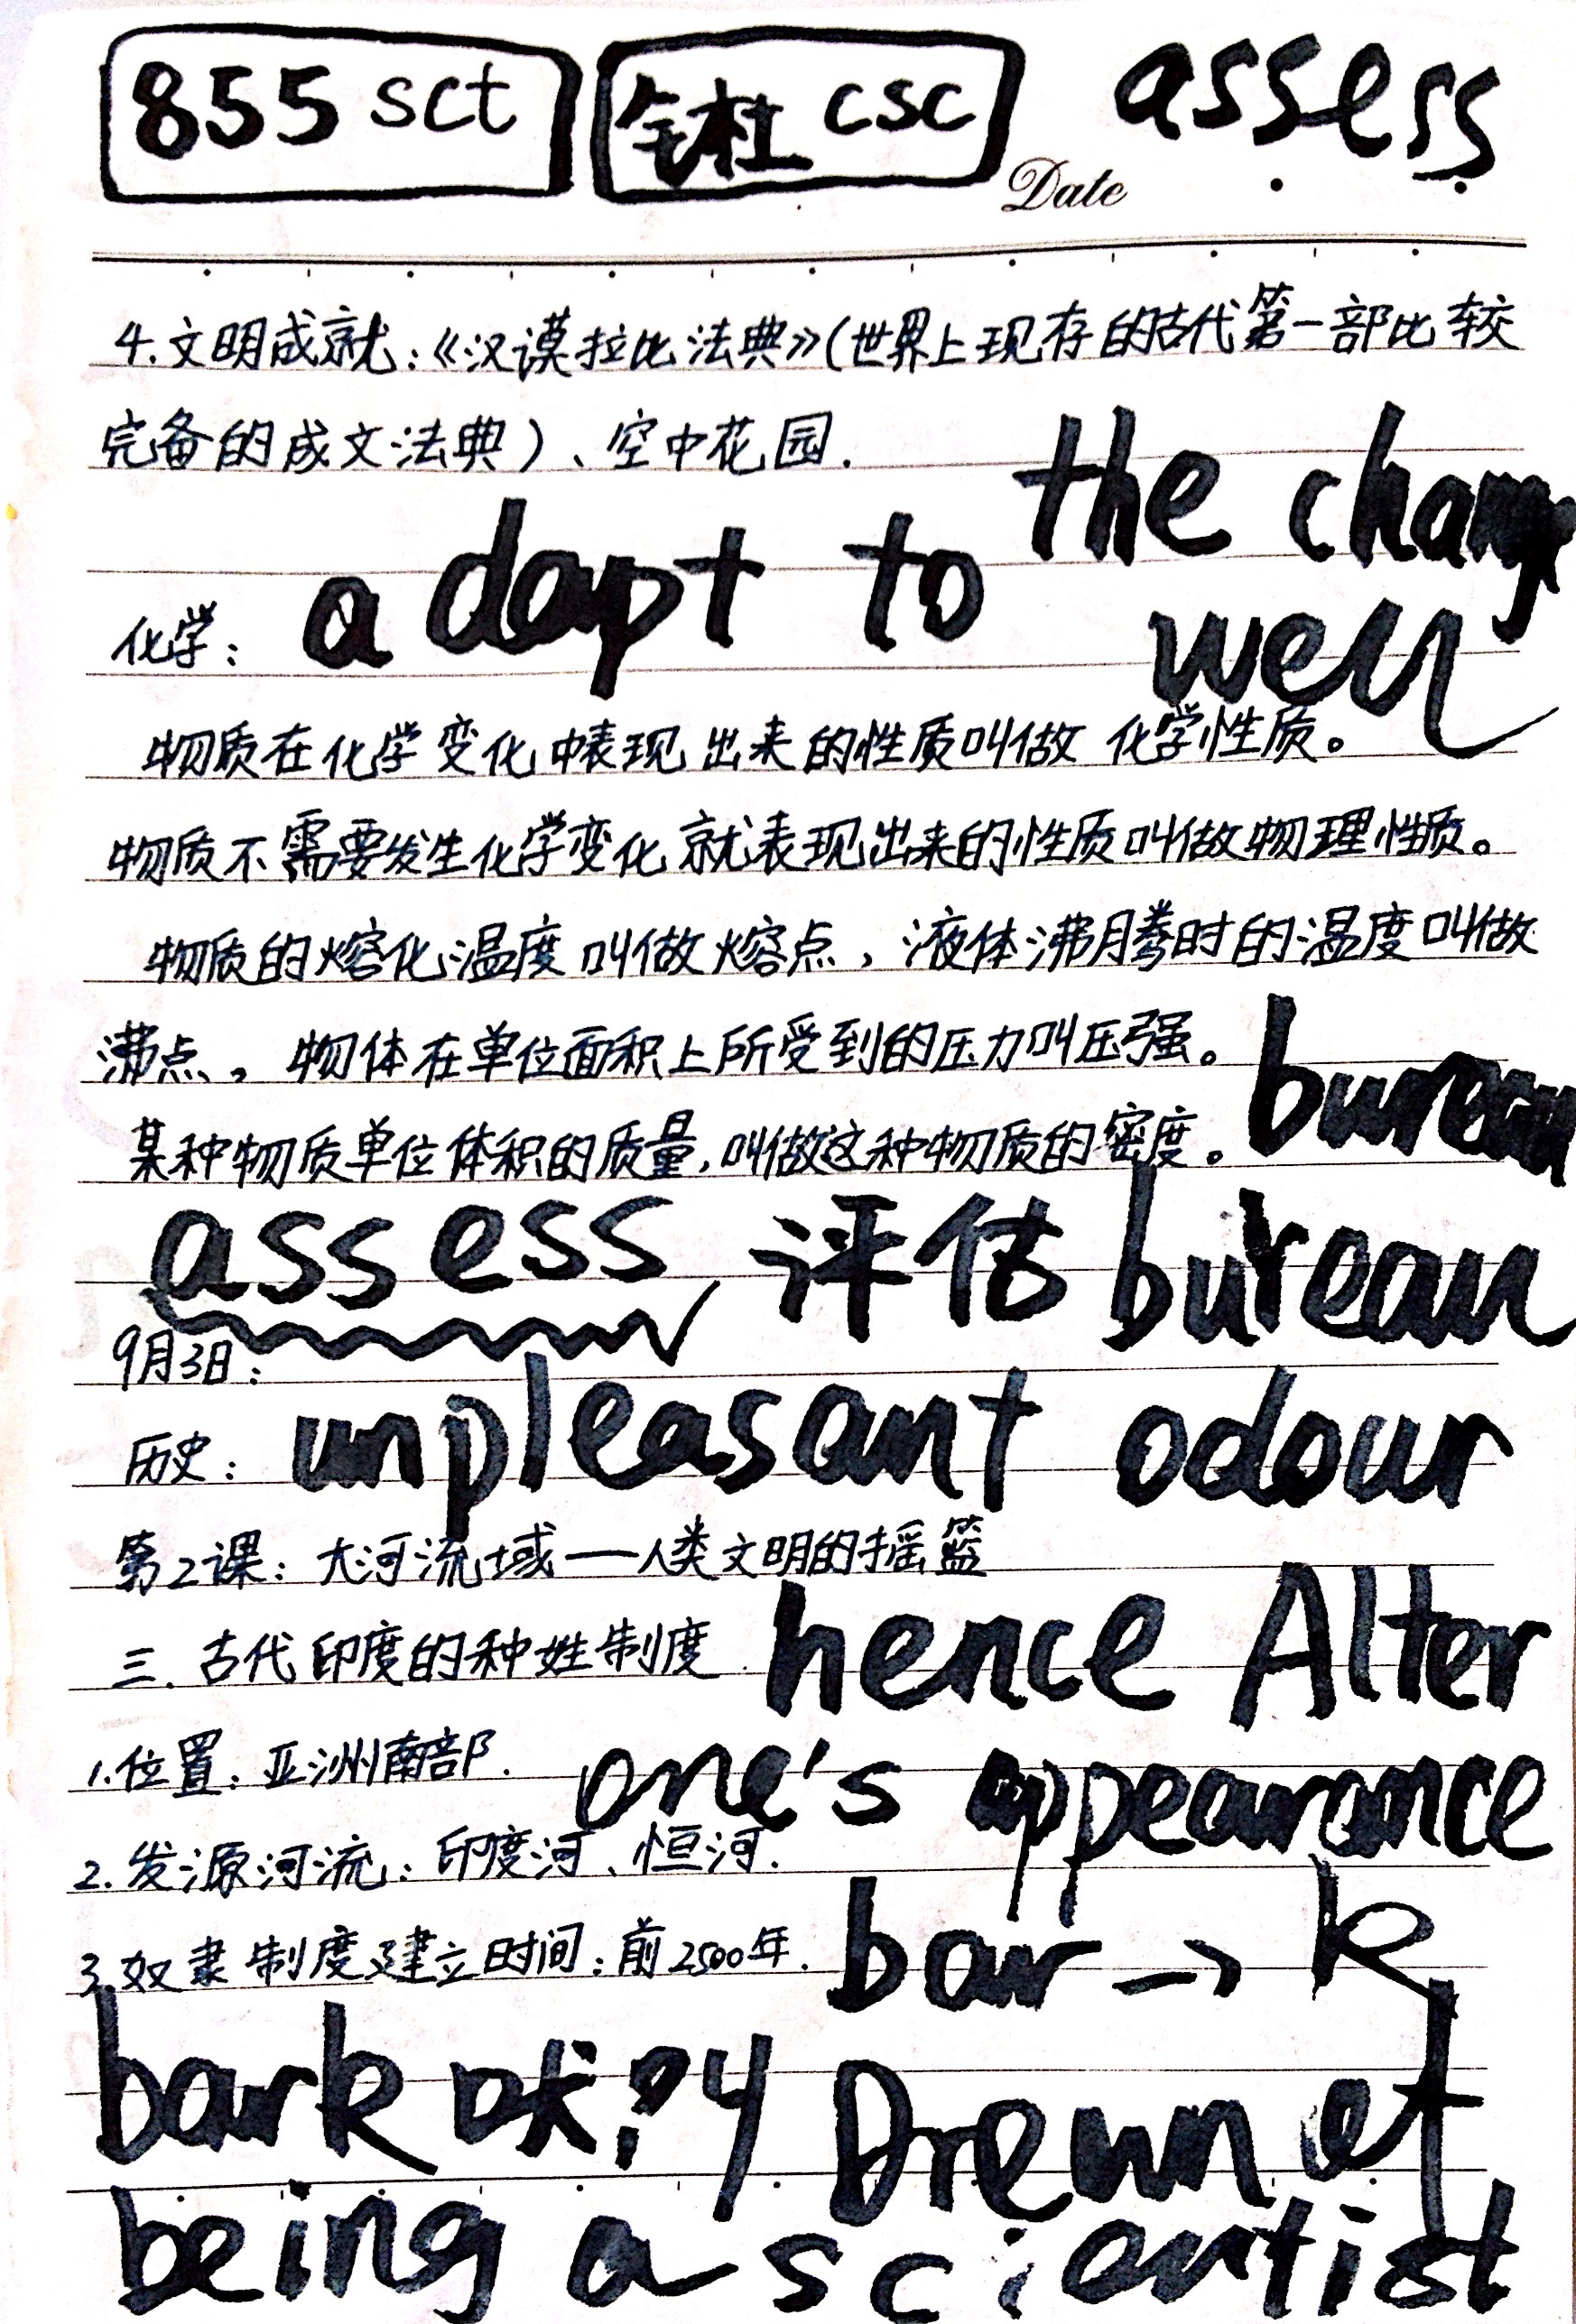 855 sct csc assess
Date
4.文明成就:《汉谟拉比法典》(世界上现存的古代第一部比较
完备的成文法典)、空中花园.
the change
化学: adapt to
well
物质在化学变化中表现出来的性质叫做 化学性质。
物质不需要发生化学变化就表现出来的性质叫做物理性质。
物质的熔化温度叫做熔点,液体沸腾时的温度叫做
沸点。物体在单位面积上所受到的压力叫压强。
某种物质单位体积的质量,叫做这种物质的密度。 bureau
assess 评估 bureau
9月3日:
历史: unpleasant odour
第2课:大河流域——人类文明的摇篮
三.古代印度的种姓制度 hence Alter
1.位置:亚洲南部. one's appearance
2.发源河流:印度河、恒河.
3.奴隶制度建立时间:前2500年. bar → k
bark 吠 Dream of
being a scientist